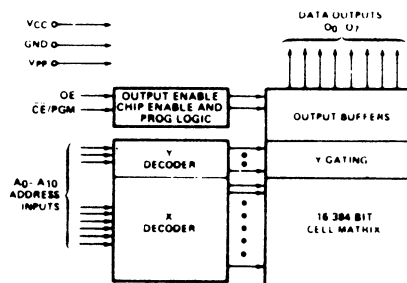 VCC
GND
VPP
DATA OUTPUTS
O0 O7
OE
CE/PGM
OUTPUT ENABLE
CHIP ENABLE AND
PROG LOGIC
OUTPUT BUFFERS
Y
DECODER
Y GATING
A0- A10
ADDRESS
INPUTS
X
DECODER
16 384 BIT
CELL MATRIX